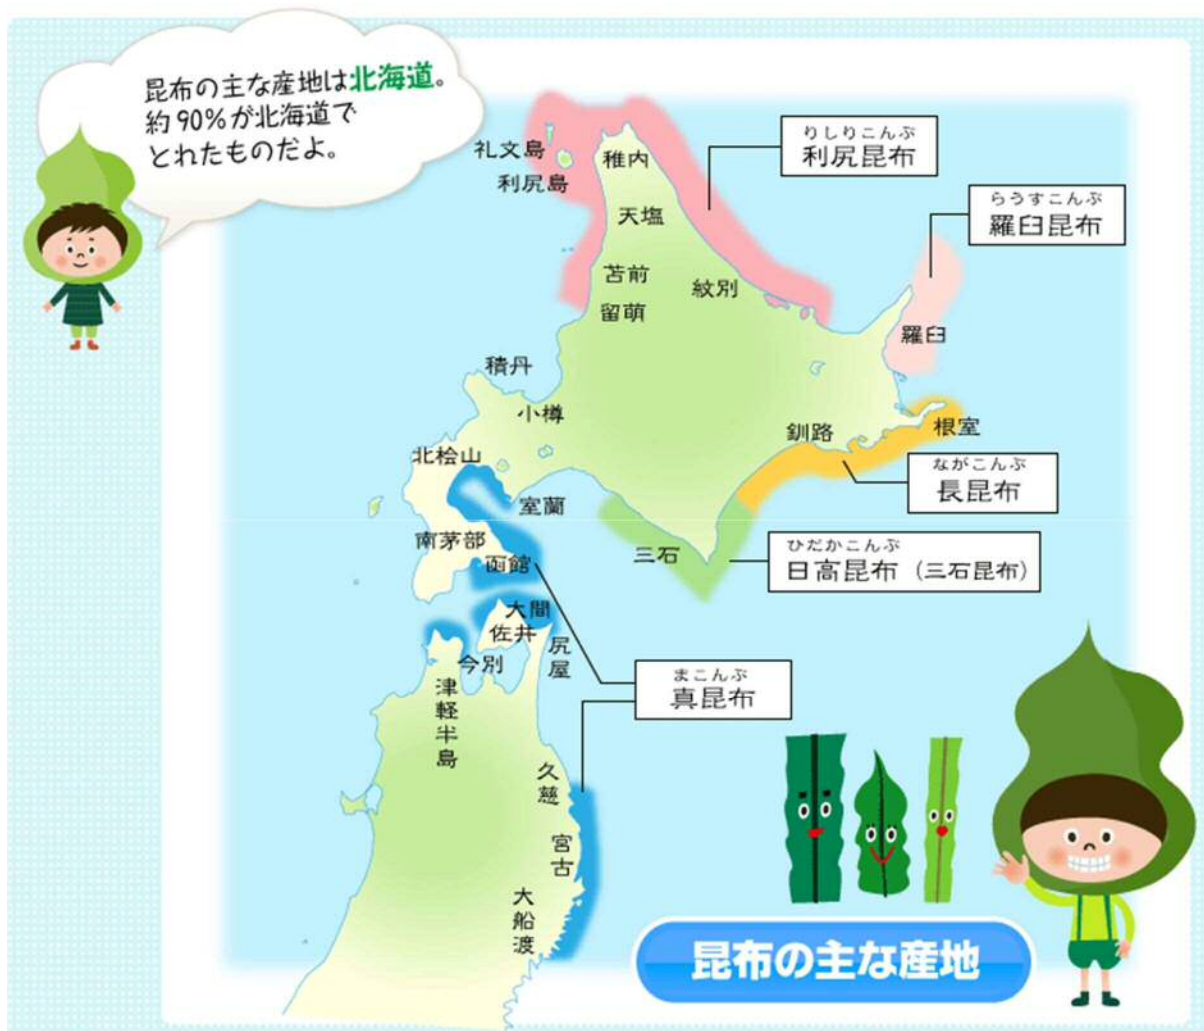 昆布の主な産地は北海道。
約90%が北海道で
とれたものだよ。
りしりこんぶ
利尻昆布
らうすこんぶ
羅臼昆布
礼文島
利尻島
稚内
天塩
苫前
留萌
紋別
羅臼
積丹
小樽
釧路
根室
ながこんぶ
長昆布
北桧山
室蘭
南茅部
函館
三石
ひだかこんぶ
日高昆布（三石昆布）
大間
佐井
尻屋
今別
津軽半島
まこんぶ
真昆布
久慈
宮古
大船渡
昆布の主な産地